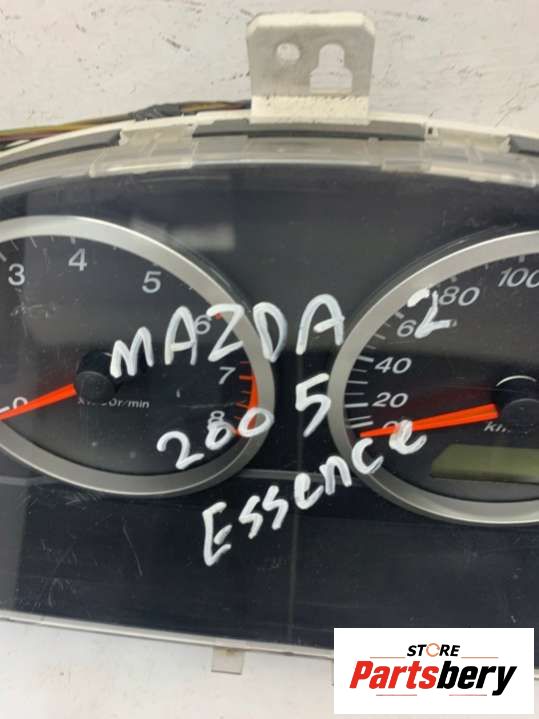 3 4 5 6 7 8
0
x1000r/min
20 40 60 80 100
km
MAZDA 2
2005
Essence
STORE
Partsbery